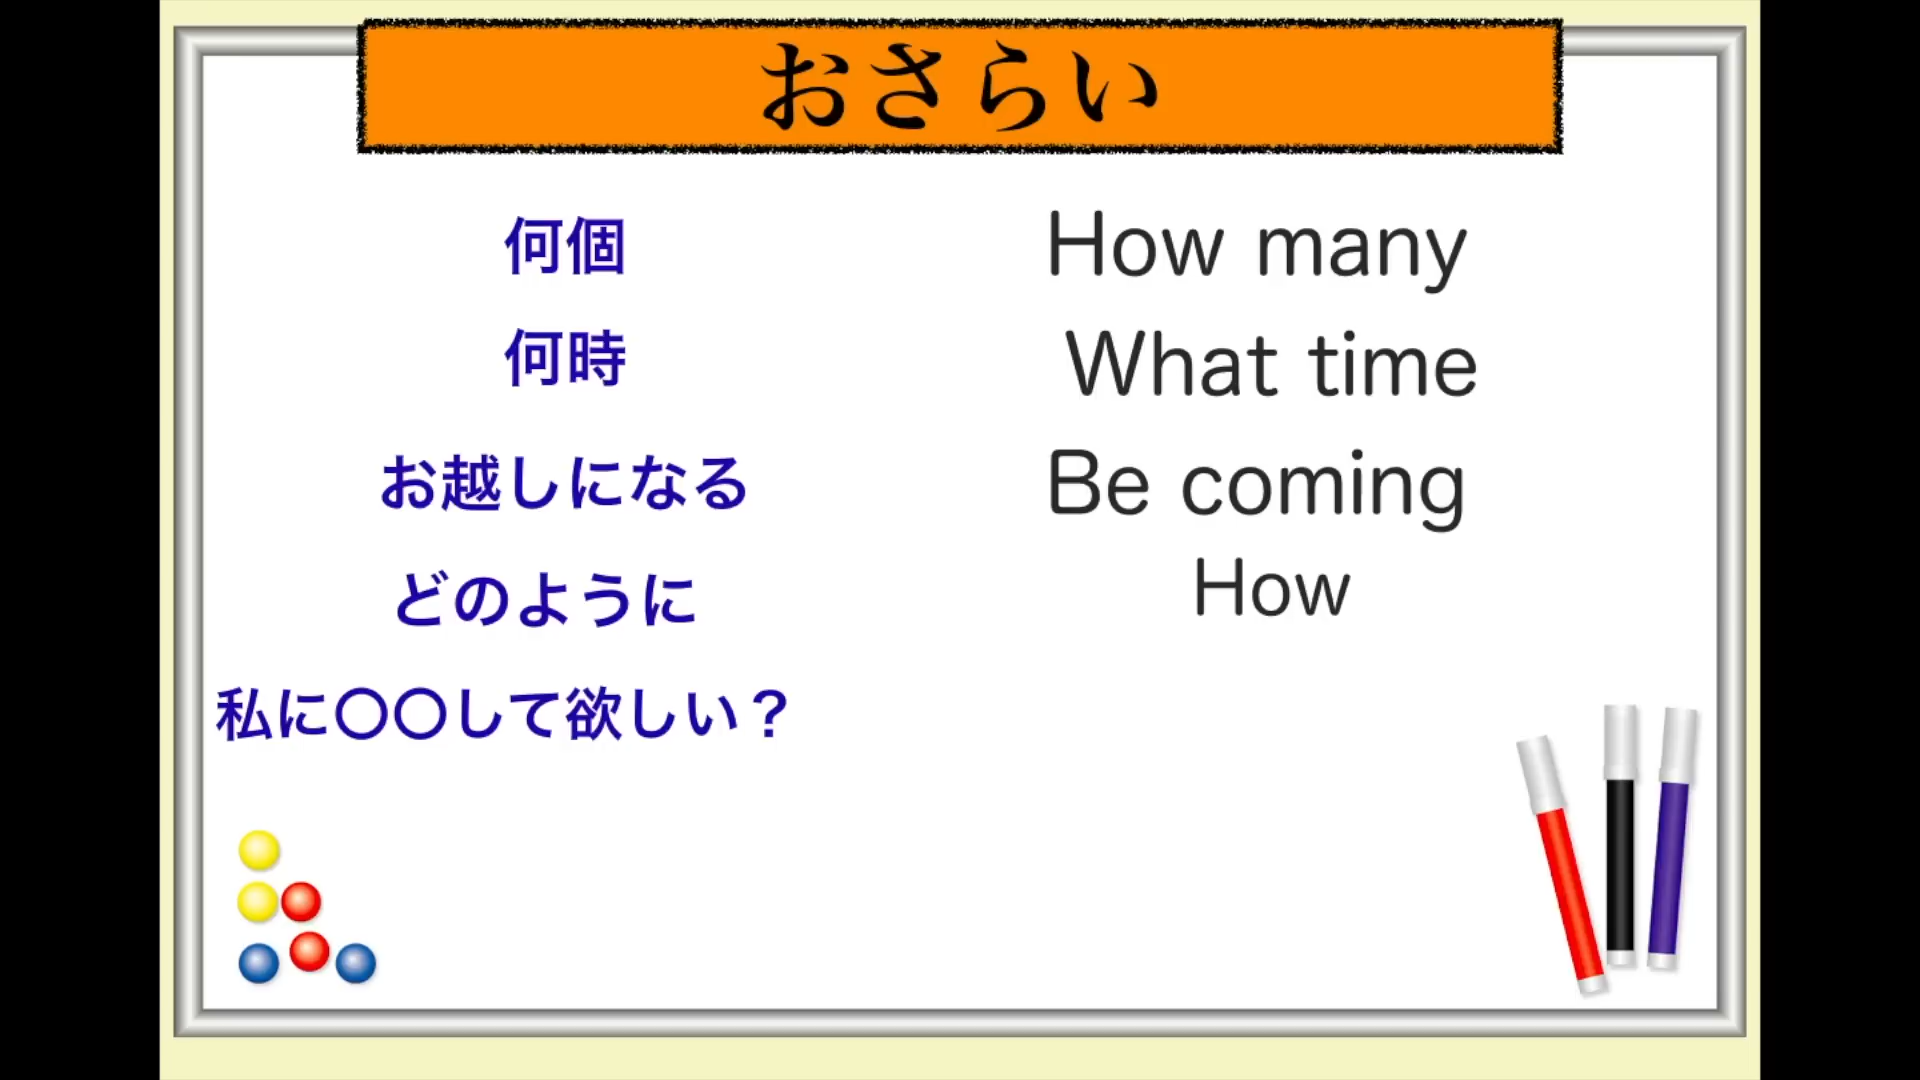 おさらい
何個 How many
何時 What time
お越しになる Be coming
どのように How
私に〇〇して欲しい？